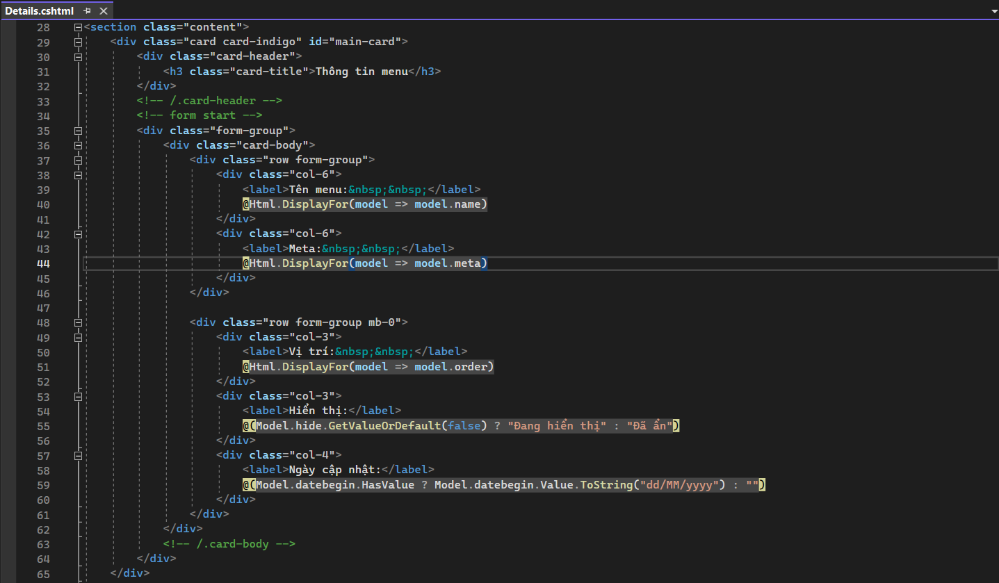 Details.cshtml
28 <section class="content">
29 <div class="card card-indigo" id="main-card">
30 <div class="card-header">
31 <h3 class="card-title">Thông tin menu</h3>
32 </div>
33 <!-- /.card-header -->
34 <!-- form start -->
35 <div class="form-group">
36 <div class="card-body">
37 <div class="row form-group">
38 <div class="col-6">
39 <label>Tên menu:&nbsp;&nbsp;</label>
40 @Html.DisplayFor(model => model.name)
41 </div>
42 <div class="col-6">
43 <label>Meta:&nbsp;&nbsp;</label>
44 @Html.DisplayFor(model => model.meta)
45 </div>
46 </div>
47
48 <div class="row form-group mb-0">
49 <div class="col-3">
50 <label>Vị trí:&nbsp;&nbsp;</label>
51 @Html.DisplayFor(model => model.order)
52 </div>
53 <div class="col-3">
54 <label>Hiển thị:</label>
55 @(Model.hide.GetValueOrDefault(false) ? "Đang hiển thị" : "Đã ẩn")
56 </div>
57 <div class="col-4">
58 <label>Ngày cập nhật:</label>
59 @(Model.datebegin.HasValue ? Model.datebegin.Value.ToString("dd/MM/yyyy") : "")
60 </div>
61 </div>
62 </div>
63 <!-- /.card-body -->
64 </div>
65 </div>